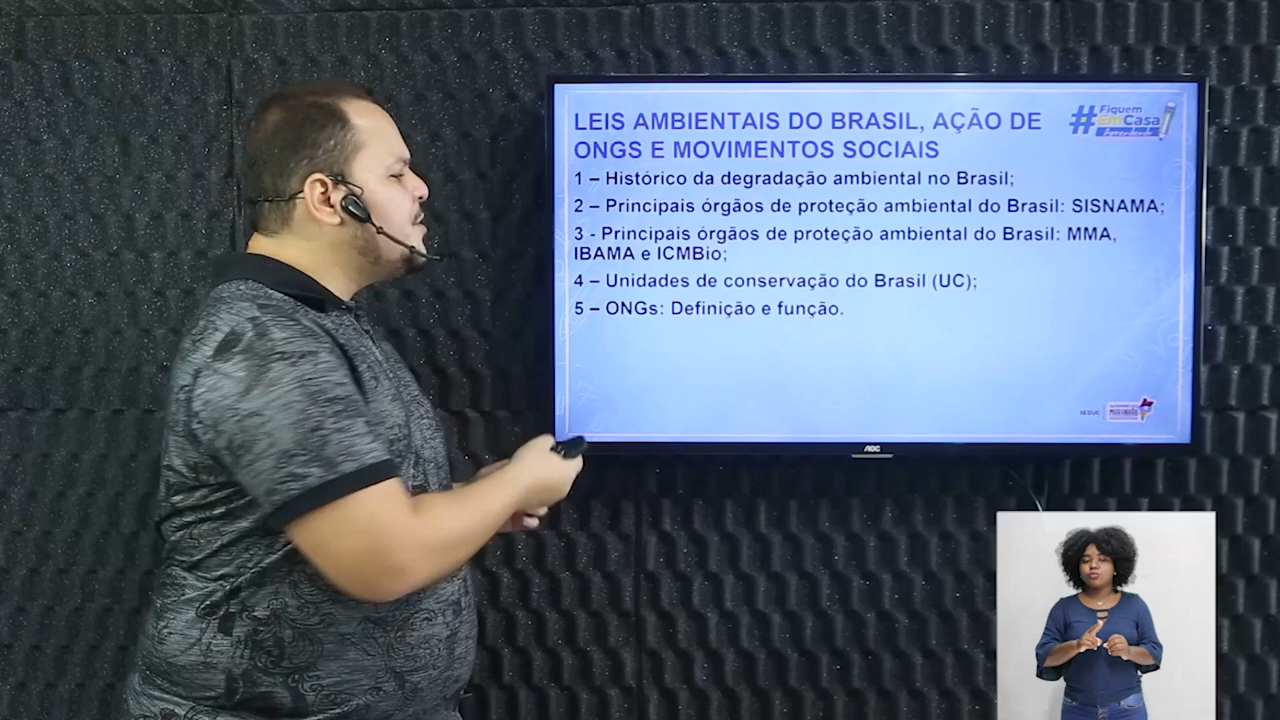 LEIS AMBIENTAIS DO BRASIL, AÇÃO DE
ONGS E MOVIMENTOS SOCIAIS
#Fiquem
EmCasa
Aprendendo
1 – Histórico da degradação ambiental no Brasil;
2 – Principais órgãos de proteção ambiental do Brasil: SISNAMA;
3 - Principais órgãos de proteção ambiental do Brasil: MMA,
IBAMA e ICMBio;
4 – Unidades de conservação do Brasil (UC);
5 – ONGs: Definição e função.
SEDUC
AOC